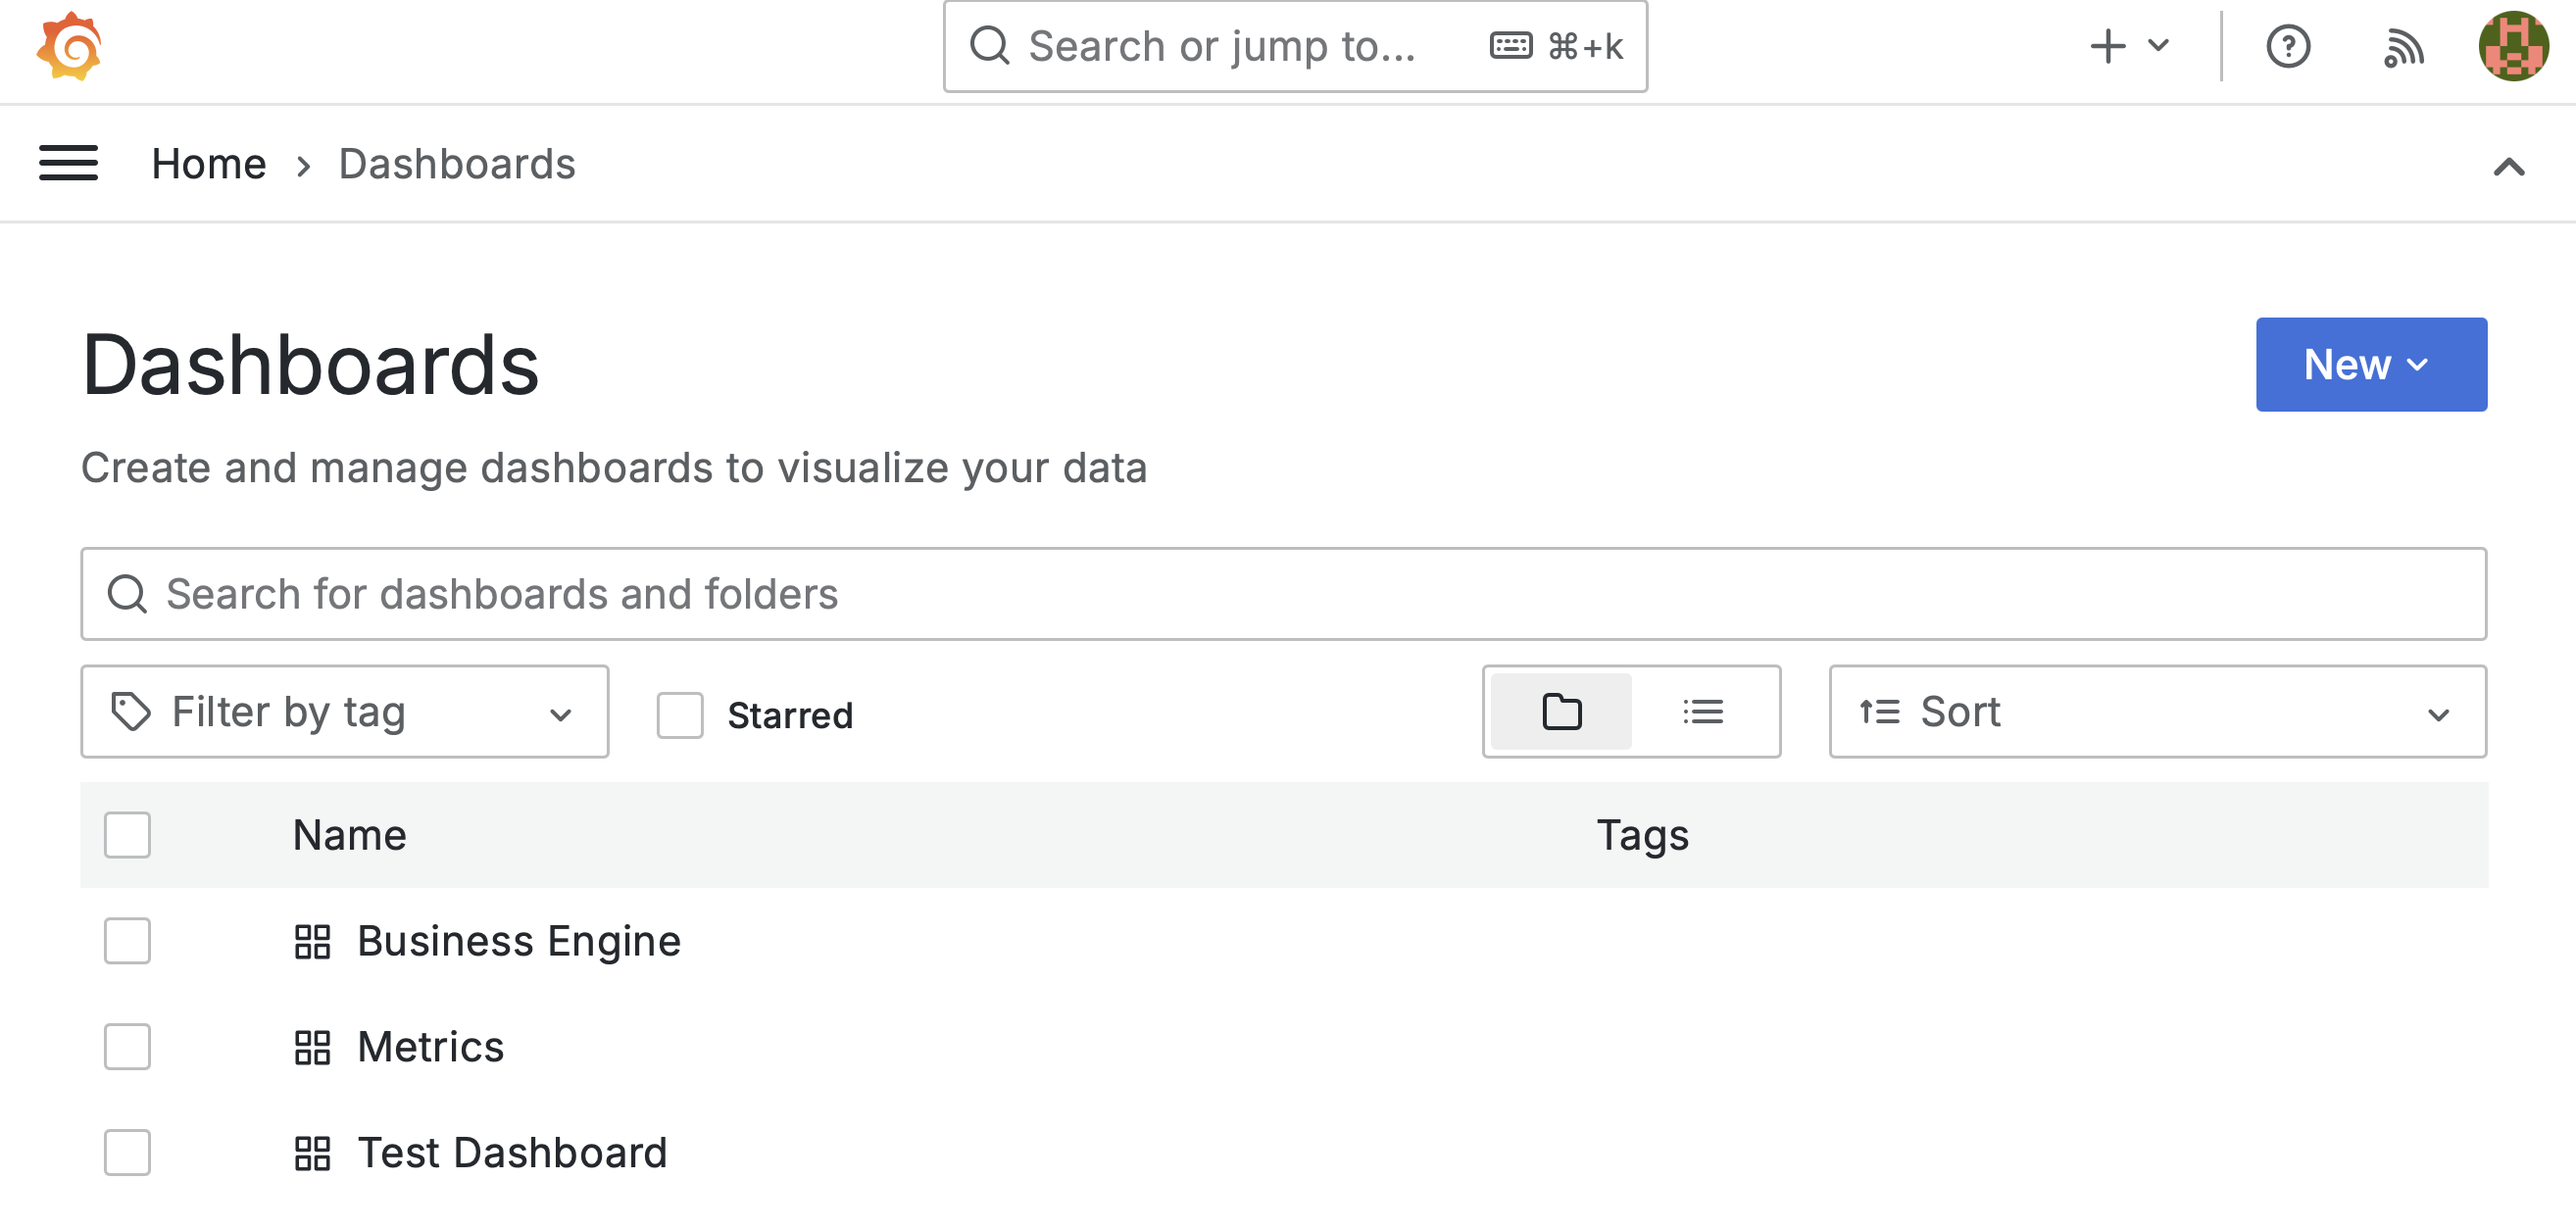 Search or jump to... ⌘+k
Home › Dashboards
Dashboards
New
Create and manage dashboards to visualize your data
Search for dashboards and folders
Filter by tag
Starred
Sort
Name
Tags
Business Engine
Metrics
Test Dashboard